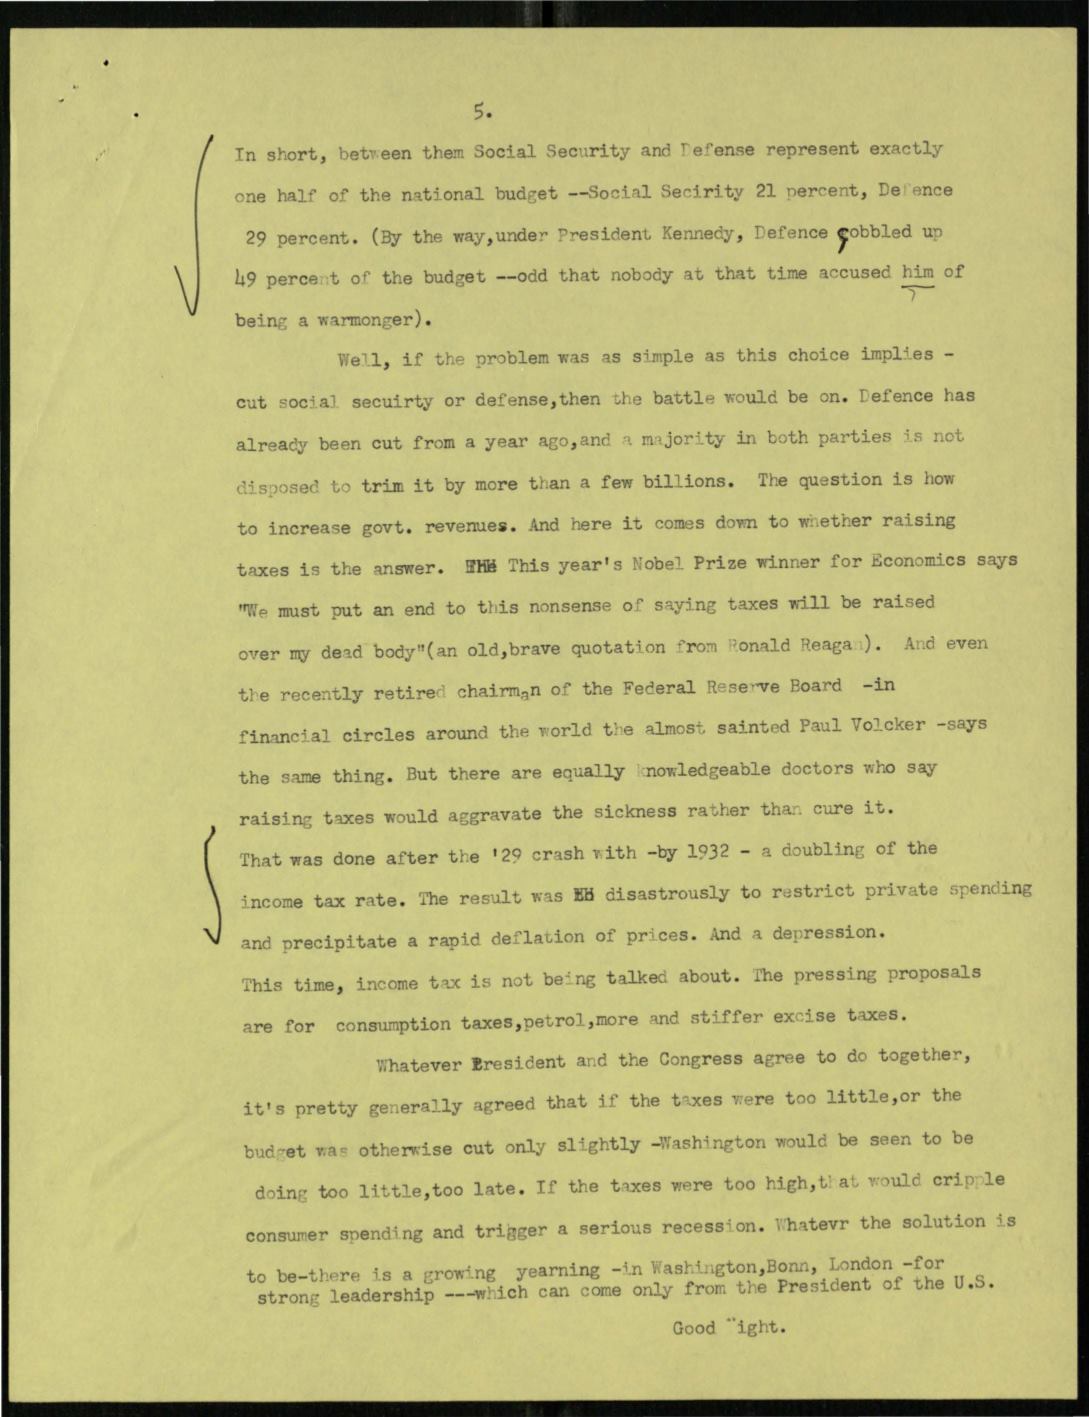 5.
In short, between them Social Security and Defense represent exactly
one half of the national budget --Social Secirity 21 percent, Defence
29 percent. (By the way,under President Kennedy, Defence gobbled up
49 percent of the budget --odd that nobody at that time accused him of
being a warmonger).
Well, if the problem was as simple as this choice implies -
cut social secuirty or defense,then the battle would be on. Defence has
already been cut from a year ago,and a majority in both parties is not
disposed to trim it by more than a few billions. The question is how
to increase govt. revenues. And here it comes down to whether raising
taxes is the answer. This year's Nobel Prize winner for Economics says
"We must put an end to this nonsense of saying taxes will be raised
over my dead body"(an old,brave quotation from Ronald Reagan). And even
the recently retired chairman of the Federal Reserve Board -in
financial circles around the world the almost sainted Paul Volcker -says
the same thing. But there are equally knowledgeable doctors who say
raising taxes would aggravate the sickness rather than cure it.
That was done after the '29 crash with -by 1932 - a doubling of the
income tax rate. The result was disastrously to restrict private spending
and precipitate a rapid deflation of prices. And a depression.
This time, income tax is not being talked about. The pressing proposals
are for consumption taxes,petrol,more and stiffer excise taxes.
Whatever President and the Congress agree to do together,
it's pretty generally agreed that if the taxes were too little,or the
budget was otherwise cut only slightly -Washington would be seen to be
doing too little,too late. If the taxes were too high,that would cripple
consumer spending and trigger a serious recession. Whatevr the solution is
to be-there is a growing yearning -in Washington,Bonn, London -for
strong leadership ---which can come only from the President of the U.S.
Good Night.